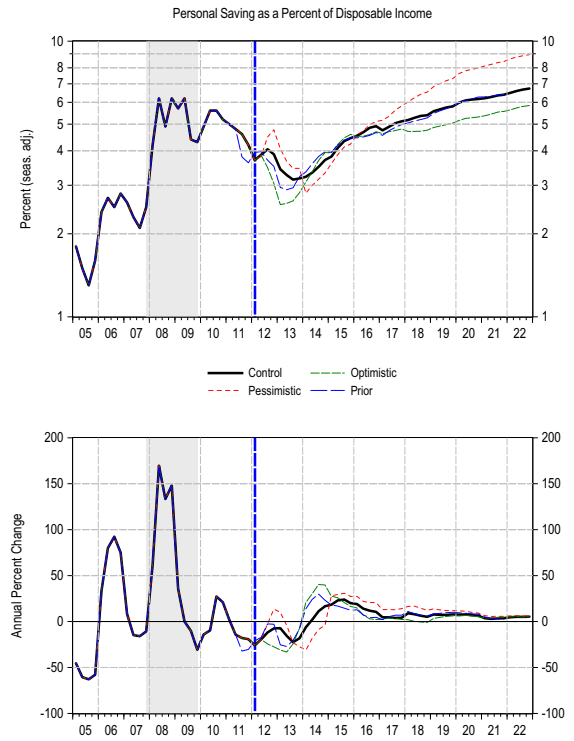 Personal Saving as a Percent of Disposable Income
Percent (seas. adj.)
10 10
8 8
7 7
6 6
5 5
4 4
3 3
2 2
1 1
05 06 07 08 09 10 11 12 13 14 15 16 17 18 19 20 21 22
Control Optimistic
Pessimistic Prior
Annual Percent Change
200 200
150 150
100 100
50 50
0 0
-50 -50
-100 -100
05 06 07 08 09 10 11 12 13 14 15 16 17 18 19 20 21 22